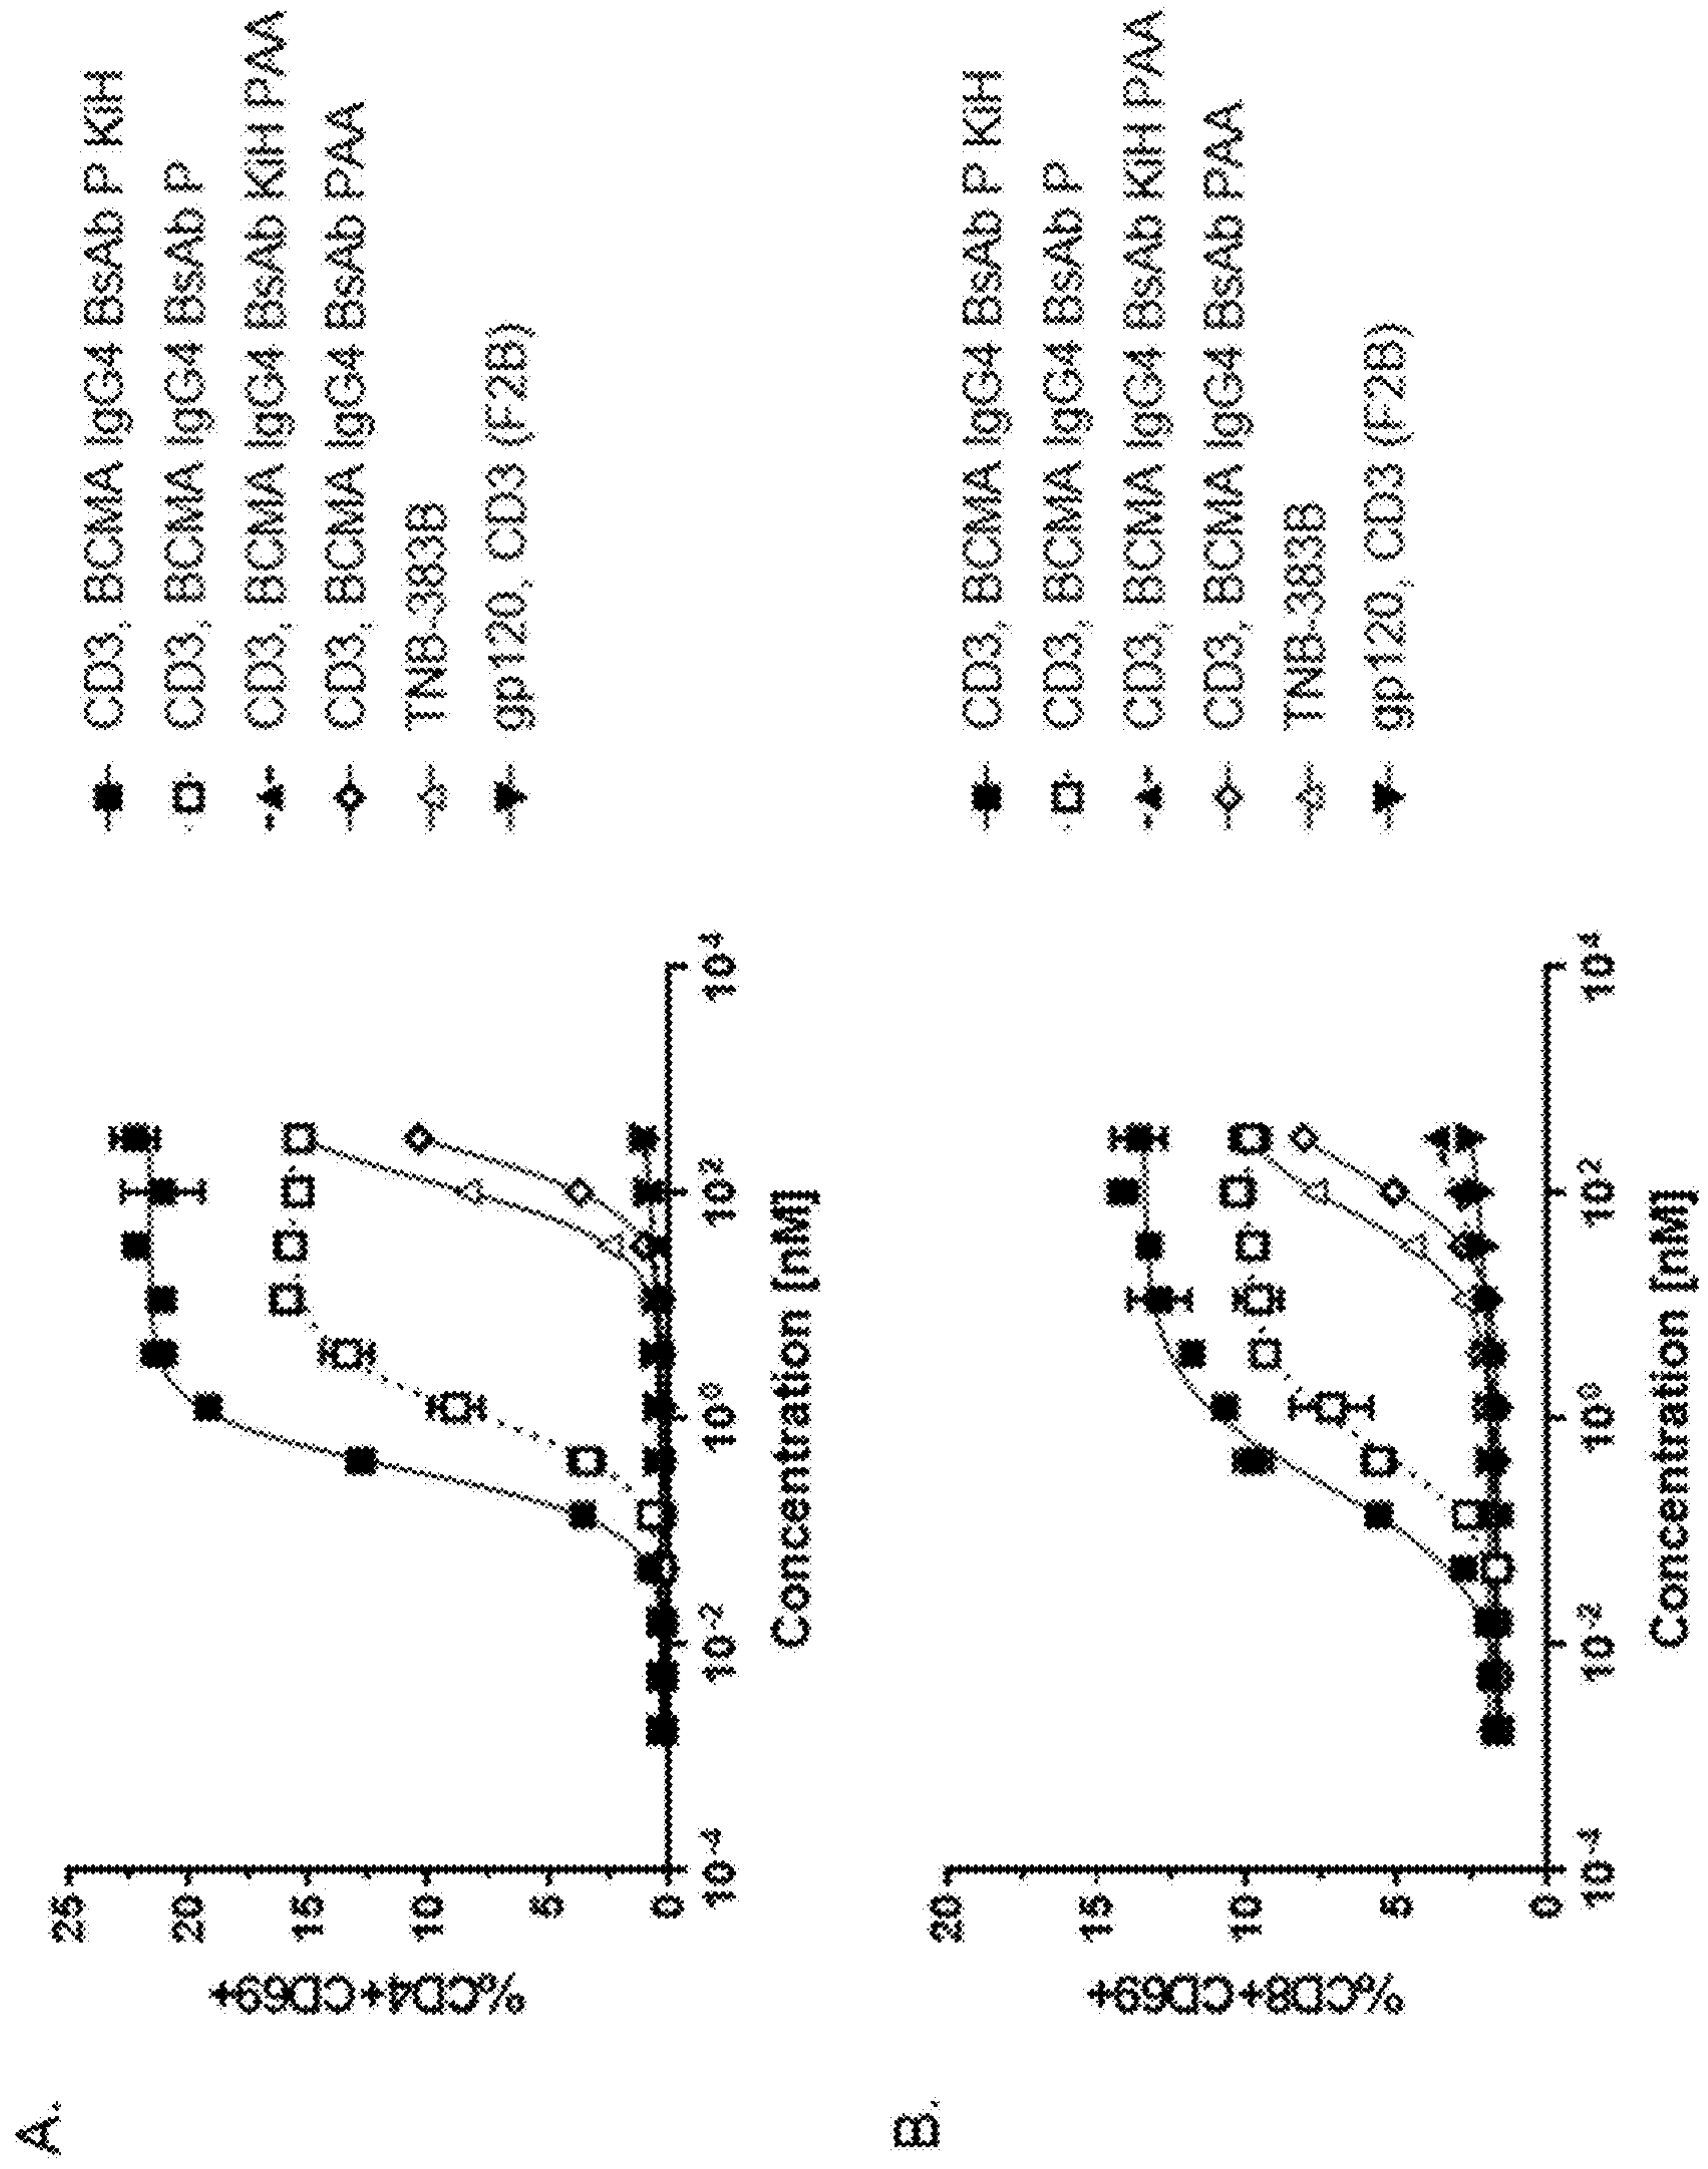 A.
%CD4+CD69+
25
20
15
10
5
0
10-4
10-2
100
102
104
Concentration [nM]
CD3, BCMA IgG4 BsAb P KiH
CD3, BCMA IgG4 BsAb P
CD3, BCMA IgG4 BsAb KiH PAA
CD3, BCMA IgG4 BsAb PAA
TNB-383B
gp120, CD3 (F2B)
B.
%CD8+CD69+
20
15
10
5
0
10-4
10-2
100
102
104
Concentration [nM]
CD3, BCMA IgG4 BsAb P KiH
CD3, BCMA IgG4 BsAb P
CD3, BCMA IgG4 BsAb KiH PAA
CD3, BCMA IgG4 BsAb PAA
TNB-383B
gp120, CD3 (F2B)